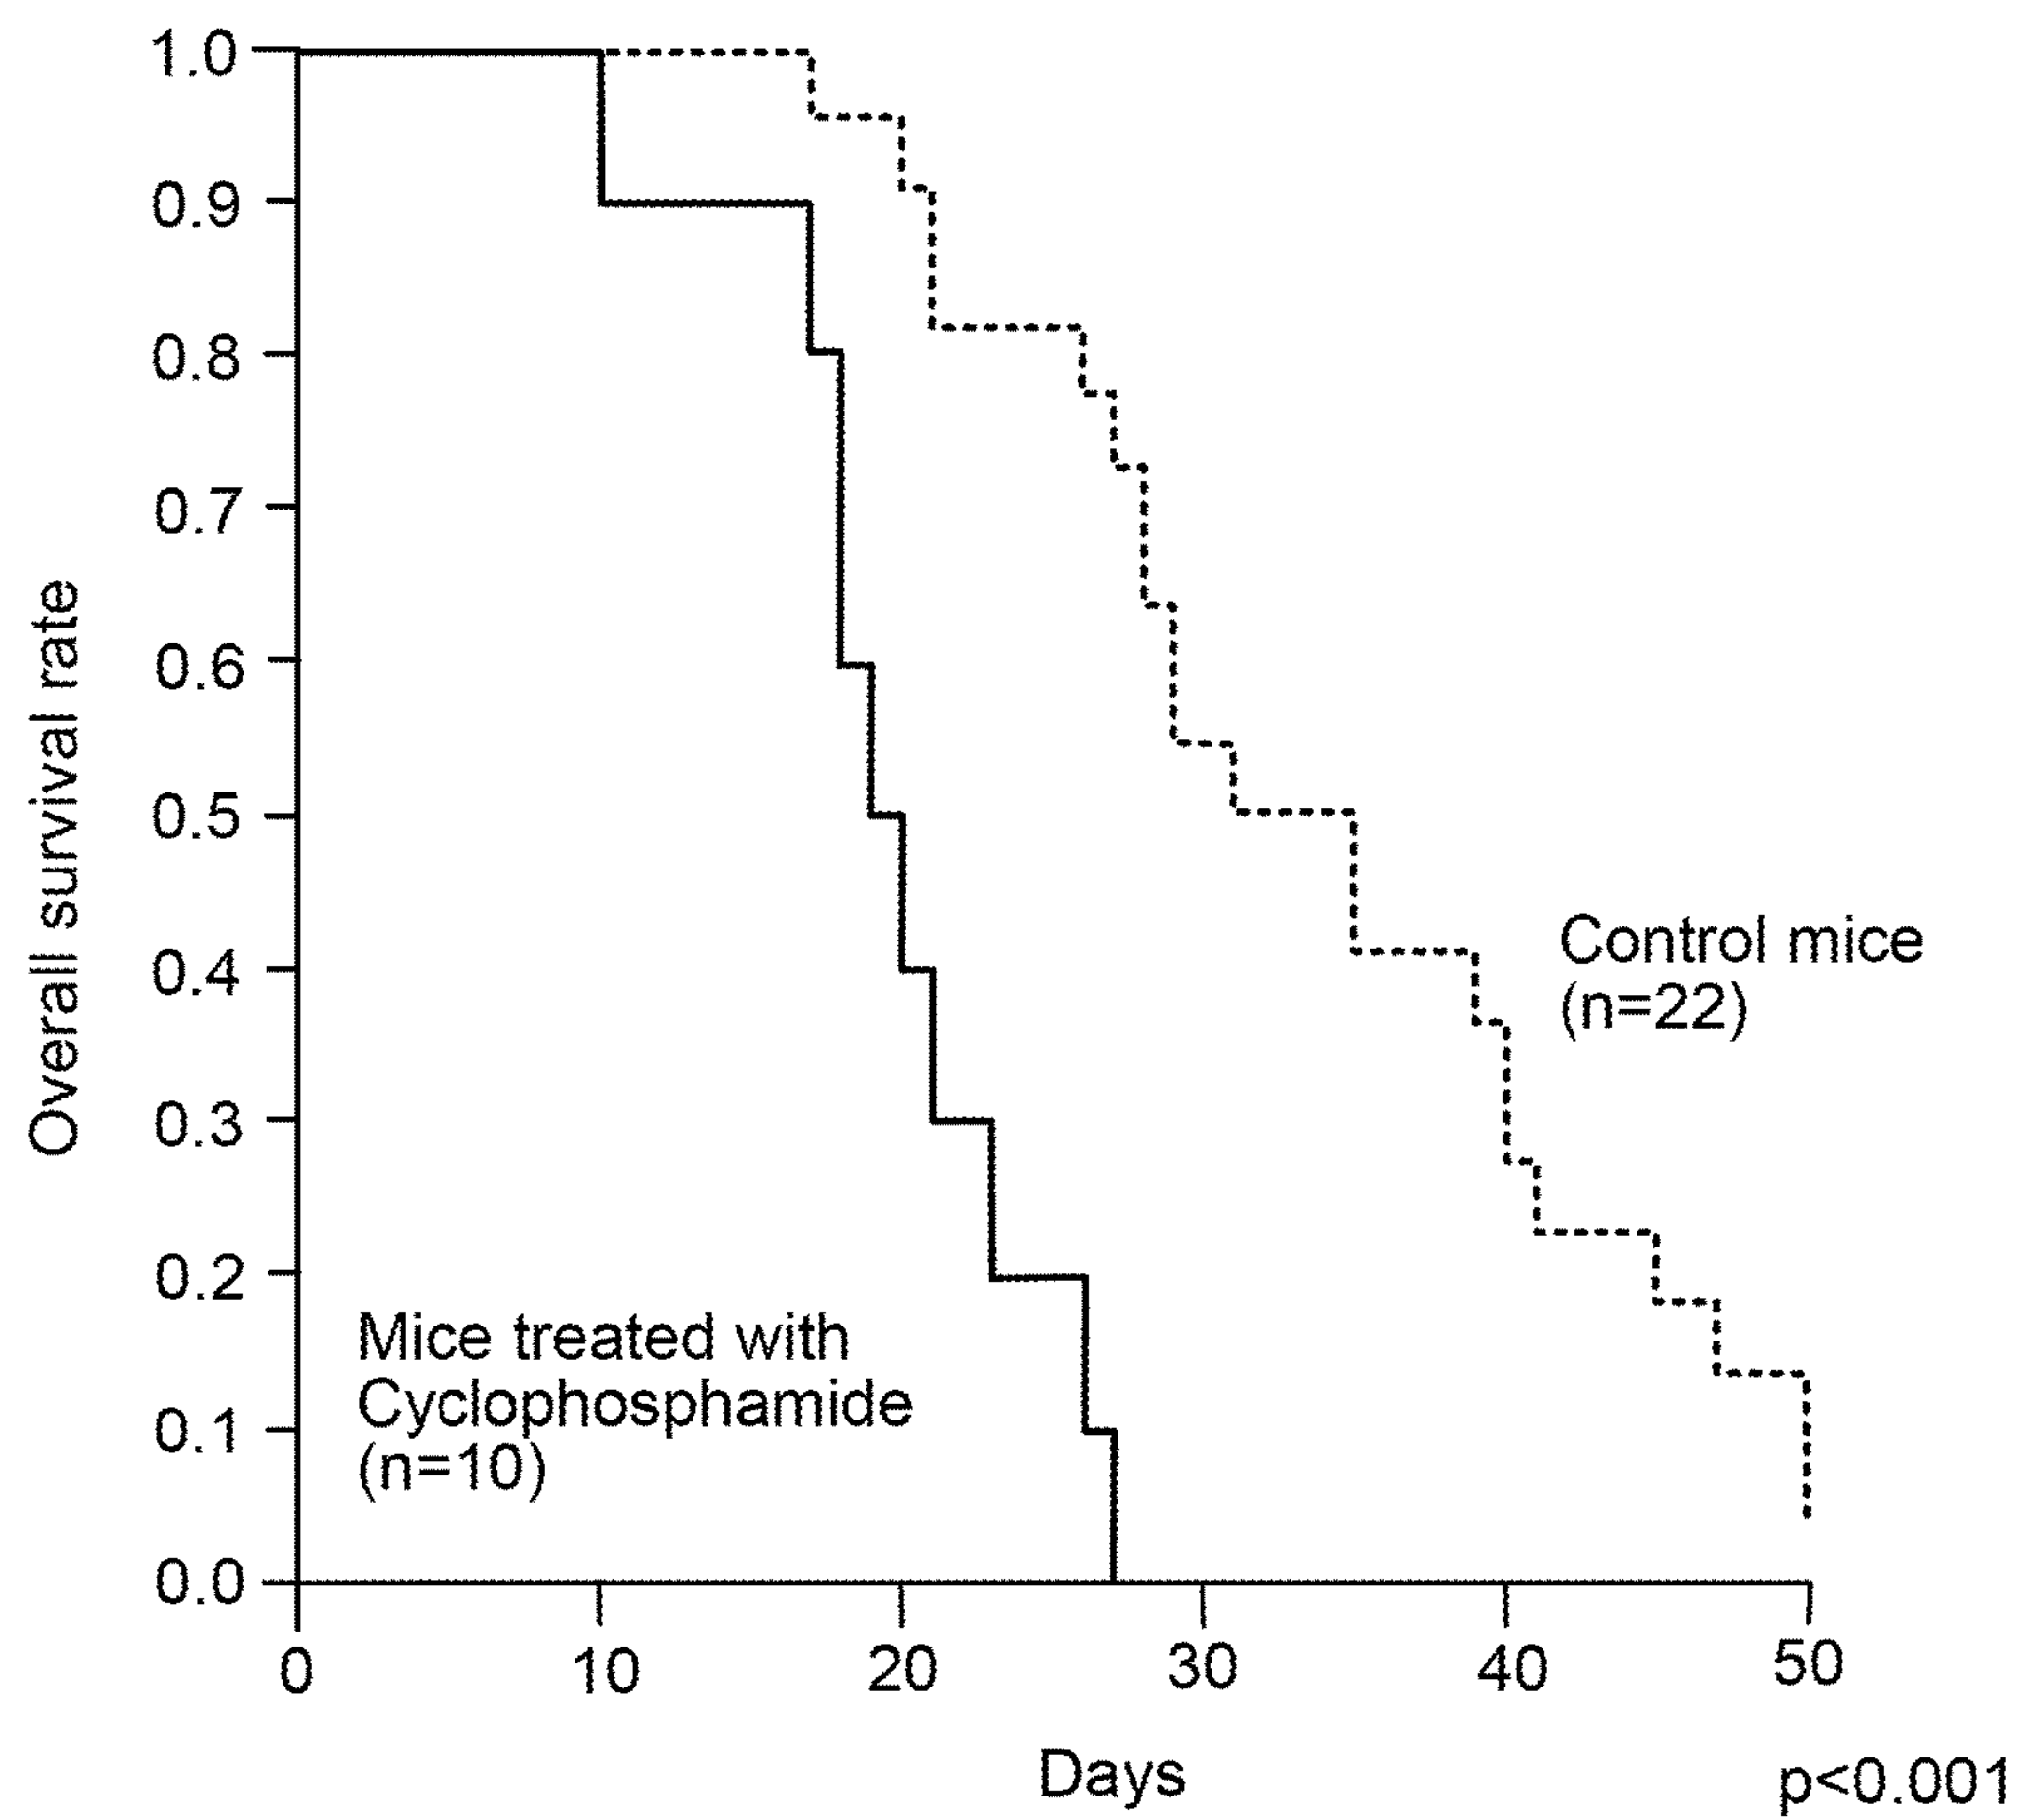 1.0
0.9
0.8
0.7
0.6
0.5
0.4
0.3
0.2
0.1
0.0
Overall survival rate
Control mice
(n=22)
Mice treated with
Cyclophosphamide
(n=10)
0 10 20 30 40 50
Days
p<0.001